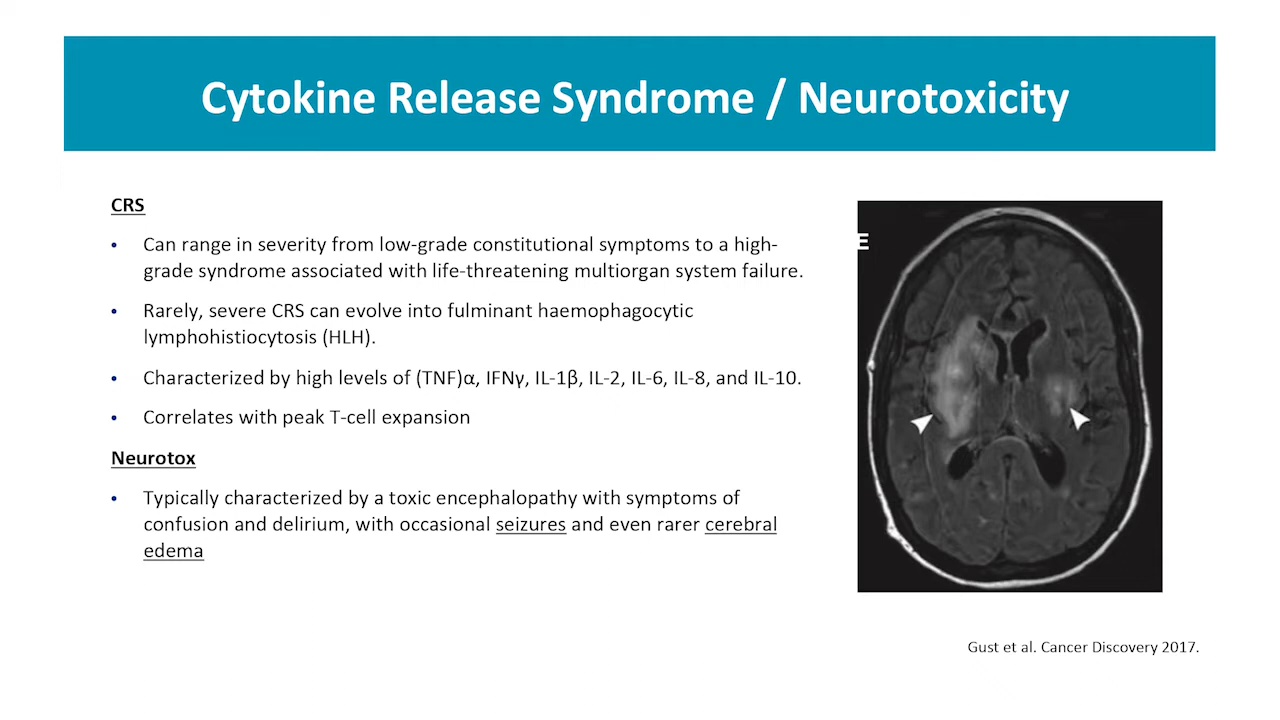 Cytokine Release Syndrome / Neurotoxicity
CRS
• Can range in severity from low-grade constitutional symptoms to a high-
grade syndrome associated with life-threatening multiorgan system failure.
• Rarely, severe CRS can evolve into fulminant haemophagocytic
lymphohistiocytosis (HLH).
• Characterized by high levels of (TNF)α, IFNγ, IL-1β, IL-2, IL-6, IL-8, and IL-10.
• Correlates with peak T-cell expansion
Neurotox
• Typically characterized by a toxic encephalopathy with symptoms of
confusion and delirium, with occasional seizures and even rarer cerebral
edema
E
Gust et al. Cancer Discovery 2017.